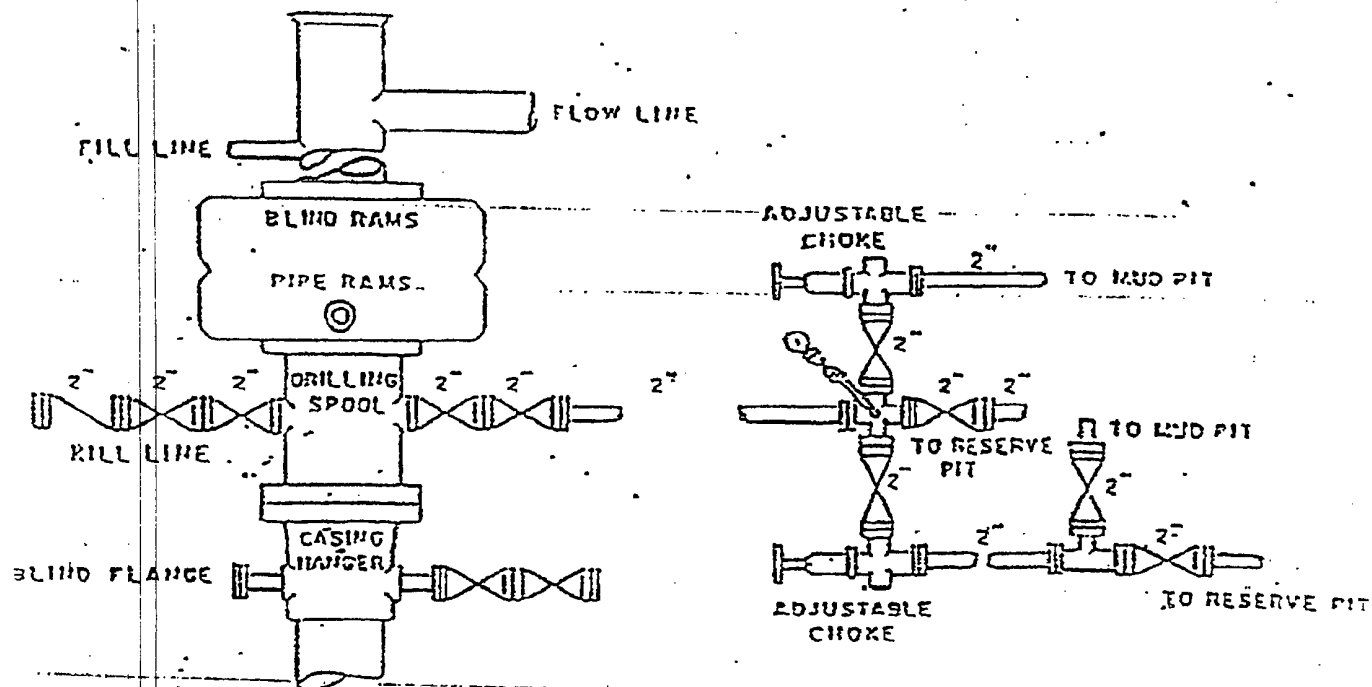 FLOW LINE
FILL LINE
BLIND RAMS
PIPE RAMS
2" 2" 2"
DRILLING
SPOOL
2" 2" 2"
KILL LINE
CASING
HANGER
BLIND FLANGE
ADJUSTABLE
CHOKE
2"
TO MUD PIT
2"
2" 2"
TO RESERVE
PIT
TO MUD PIT
2"
2"
2"
2"
ADJUSTABLE
CHOKE
TO RESERVE PIT